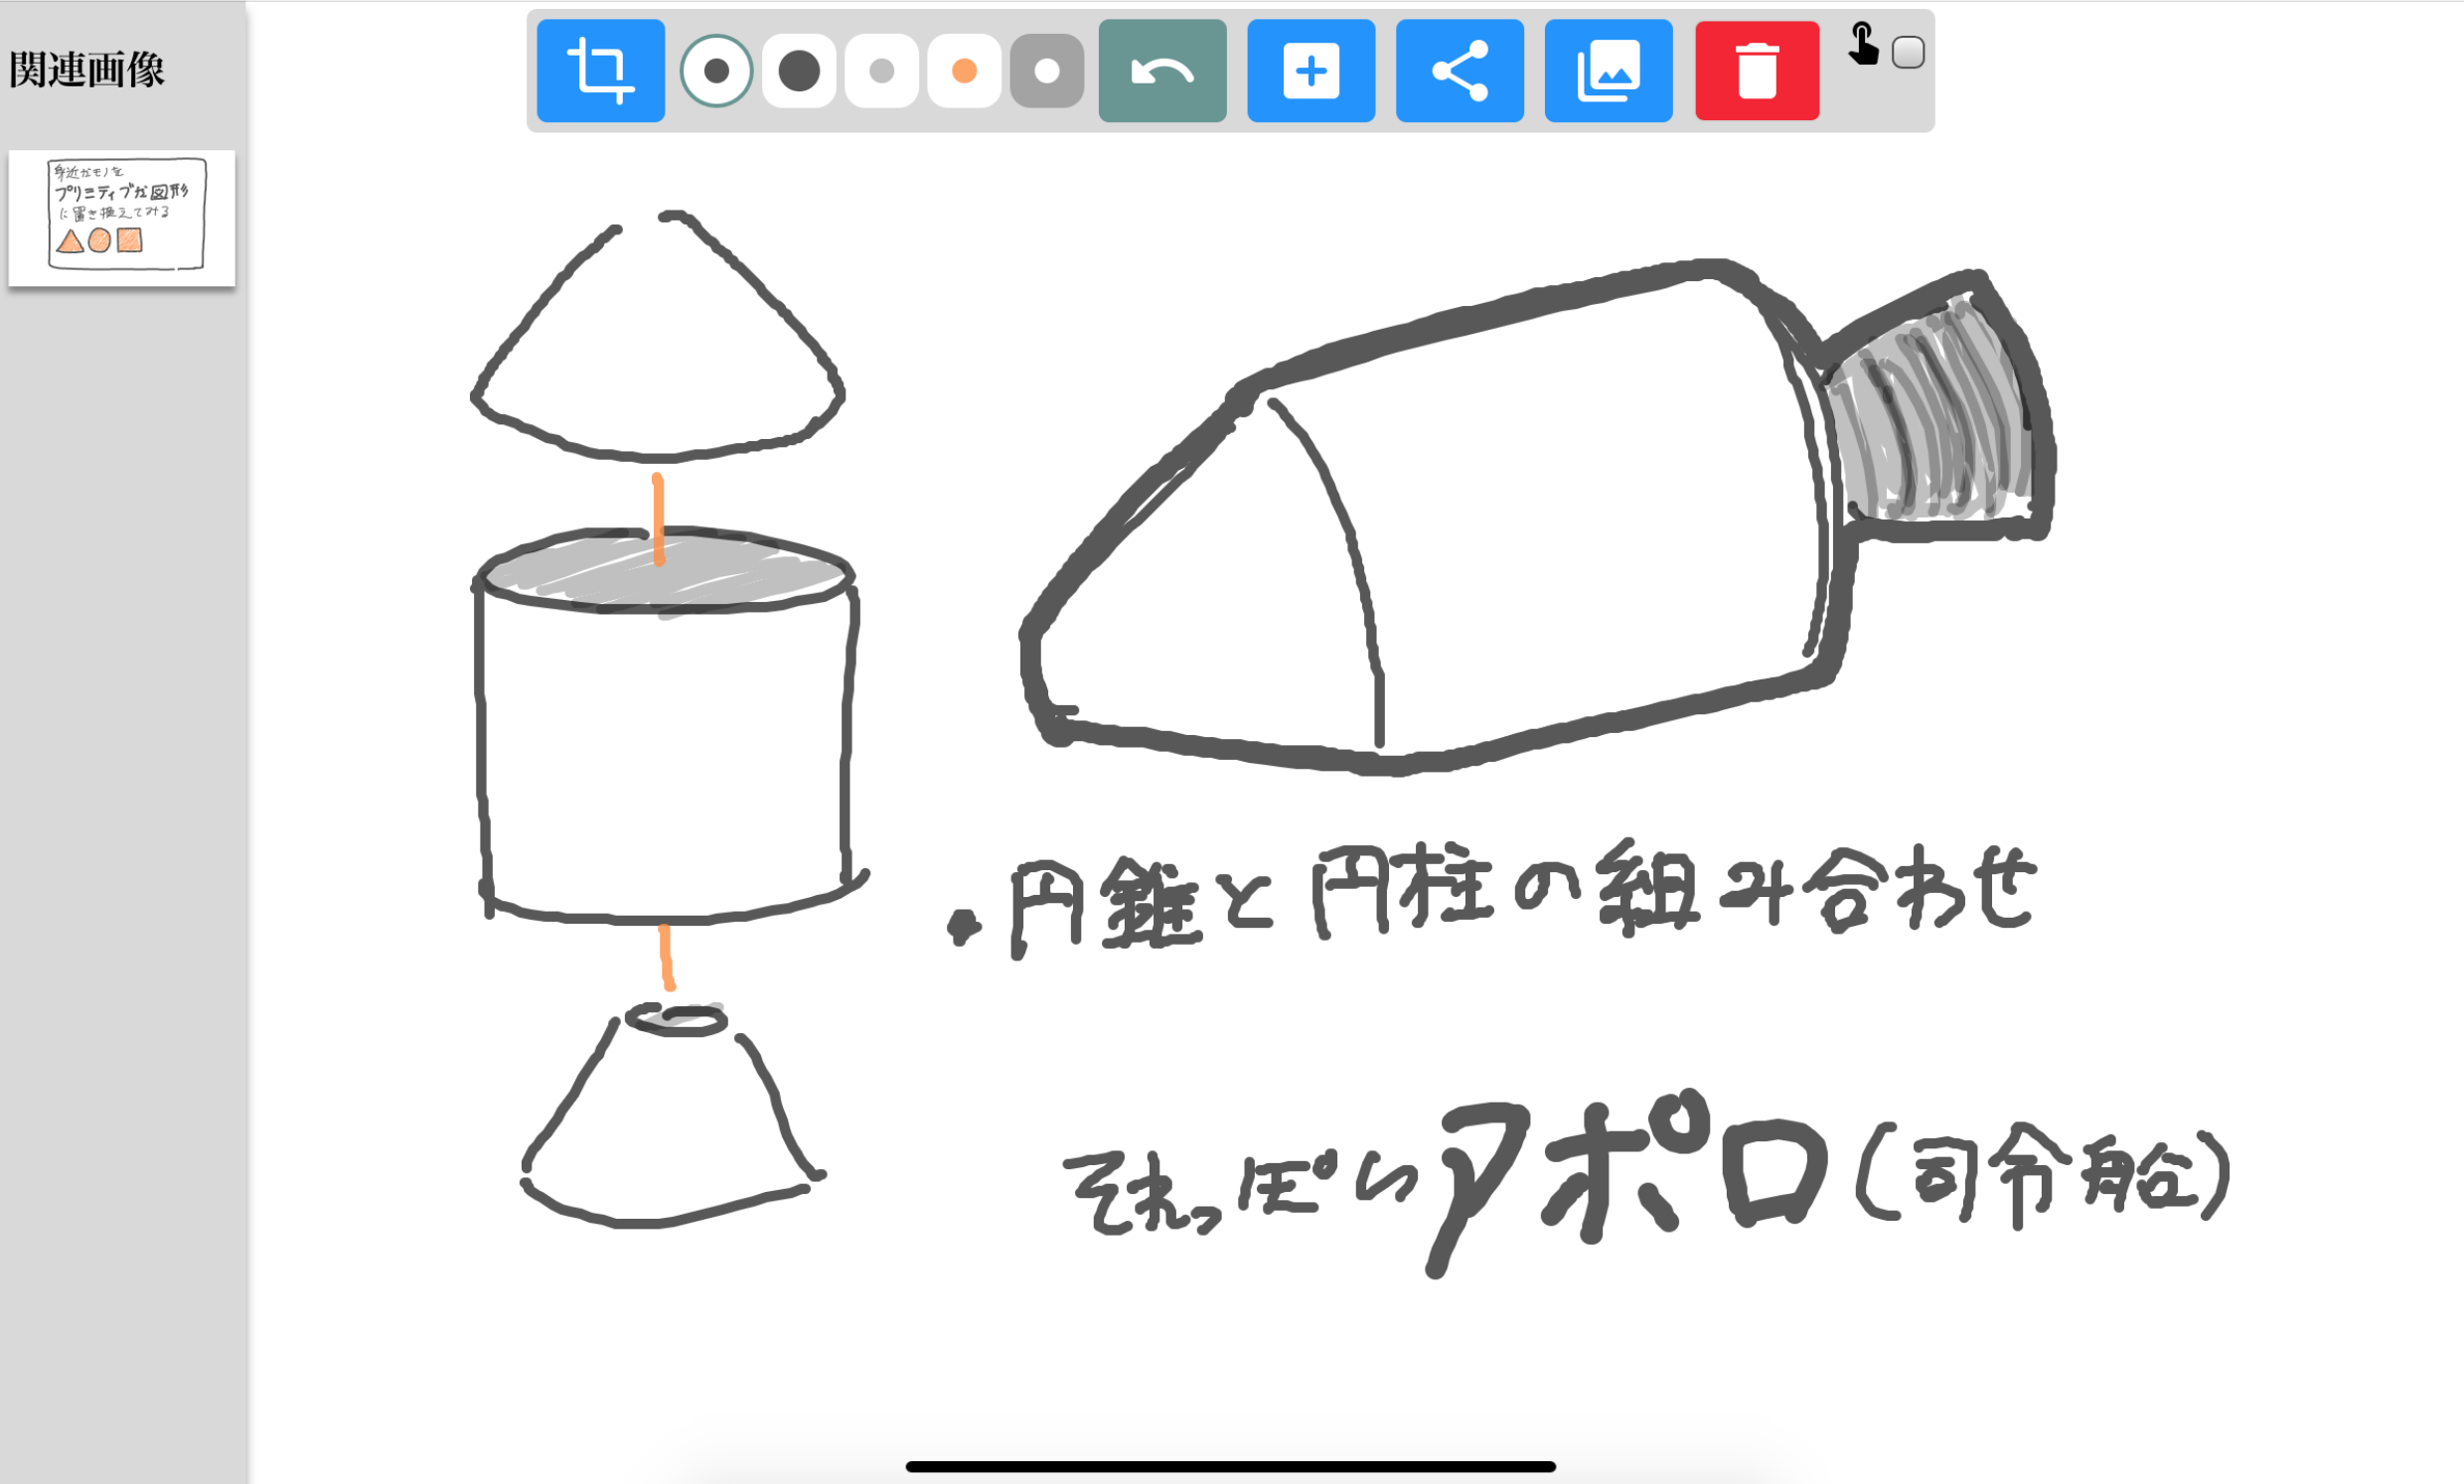 関連画像
身近なモノを
プリミティブな図形
に置き換えてみる
・円錐と円柱の組み合わせ
それっぽいアポロ(司令船)